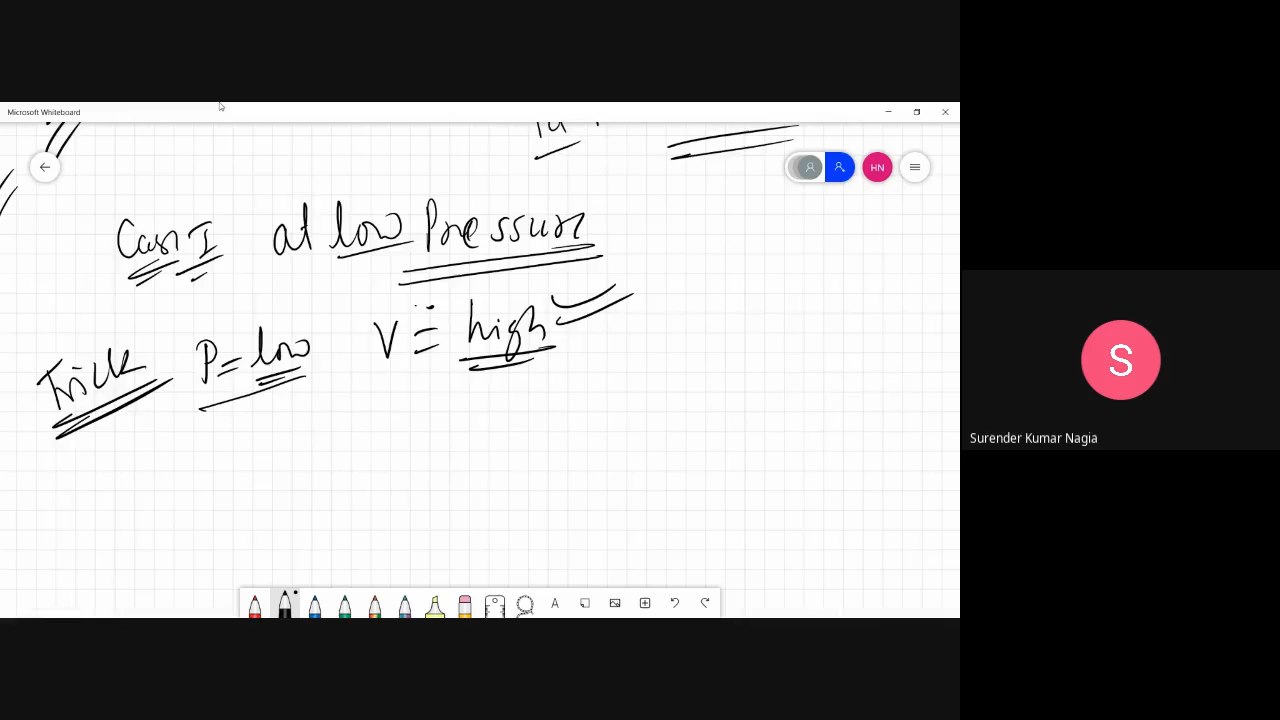 Microsoft Whiteboard
HN
Case I at low Pressure
Trick P = low V = high
S
Surender Kumar Nagia
A